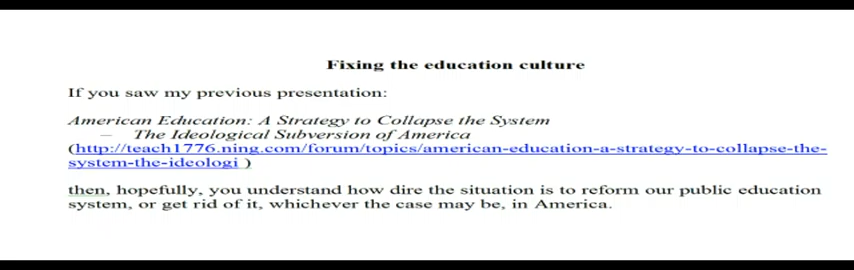 Fixing the education culture
If you saw my previous presentation:
American Education: A Strategy to Collapse the System
– The Ideological Subversion of America
(http://teach1776.ning.com/forum/topics/american-education-a-strategy-to-collapse-the-
system-the-ideologi )
then, hopefully, you understand how dire the situation is to reform our public education
system, or get rid of it, whichever the case may be, in America.